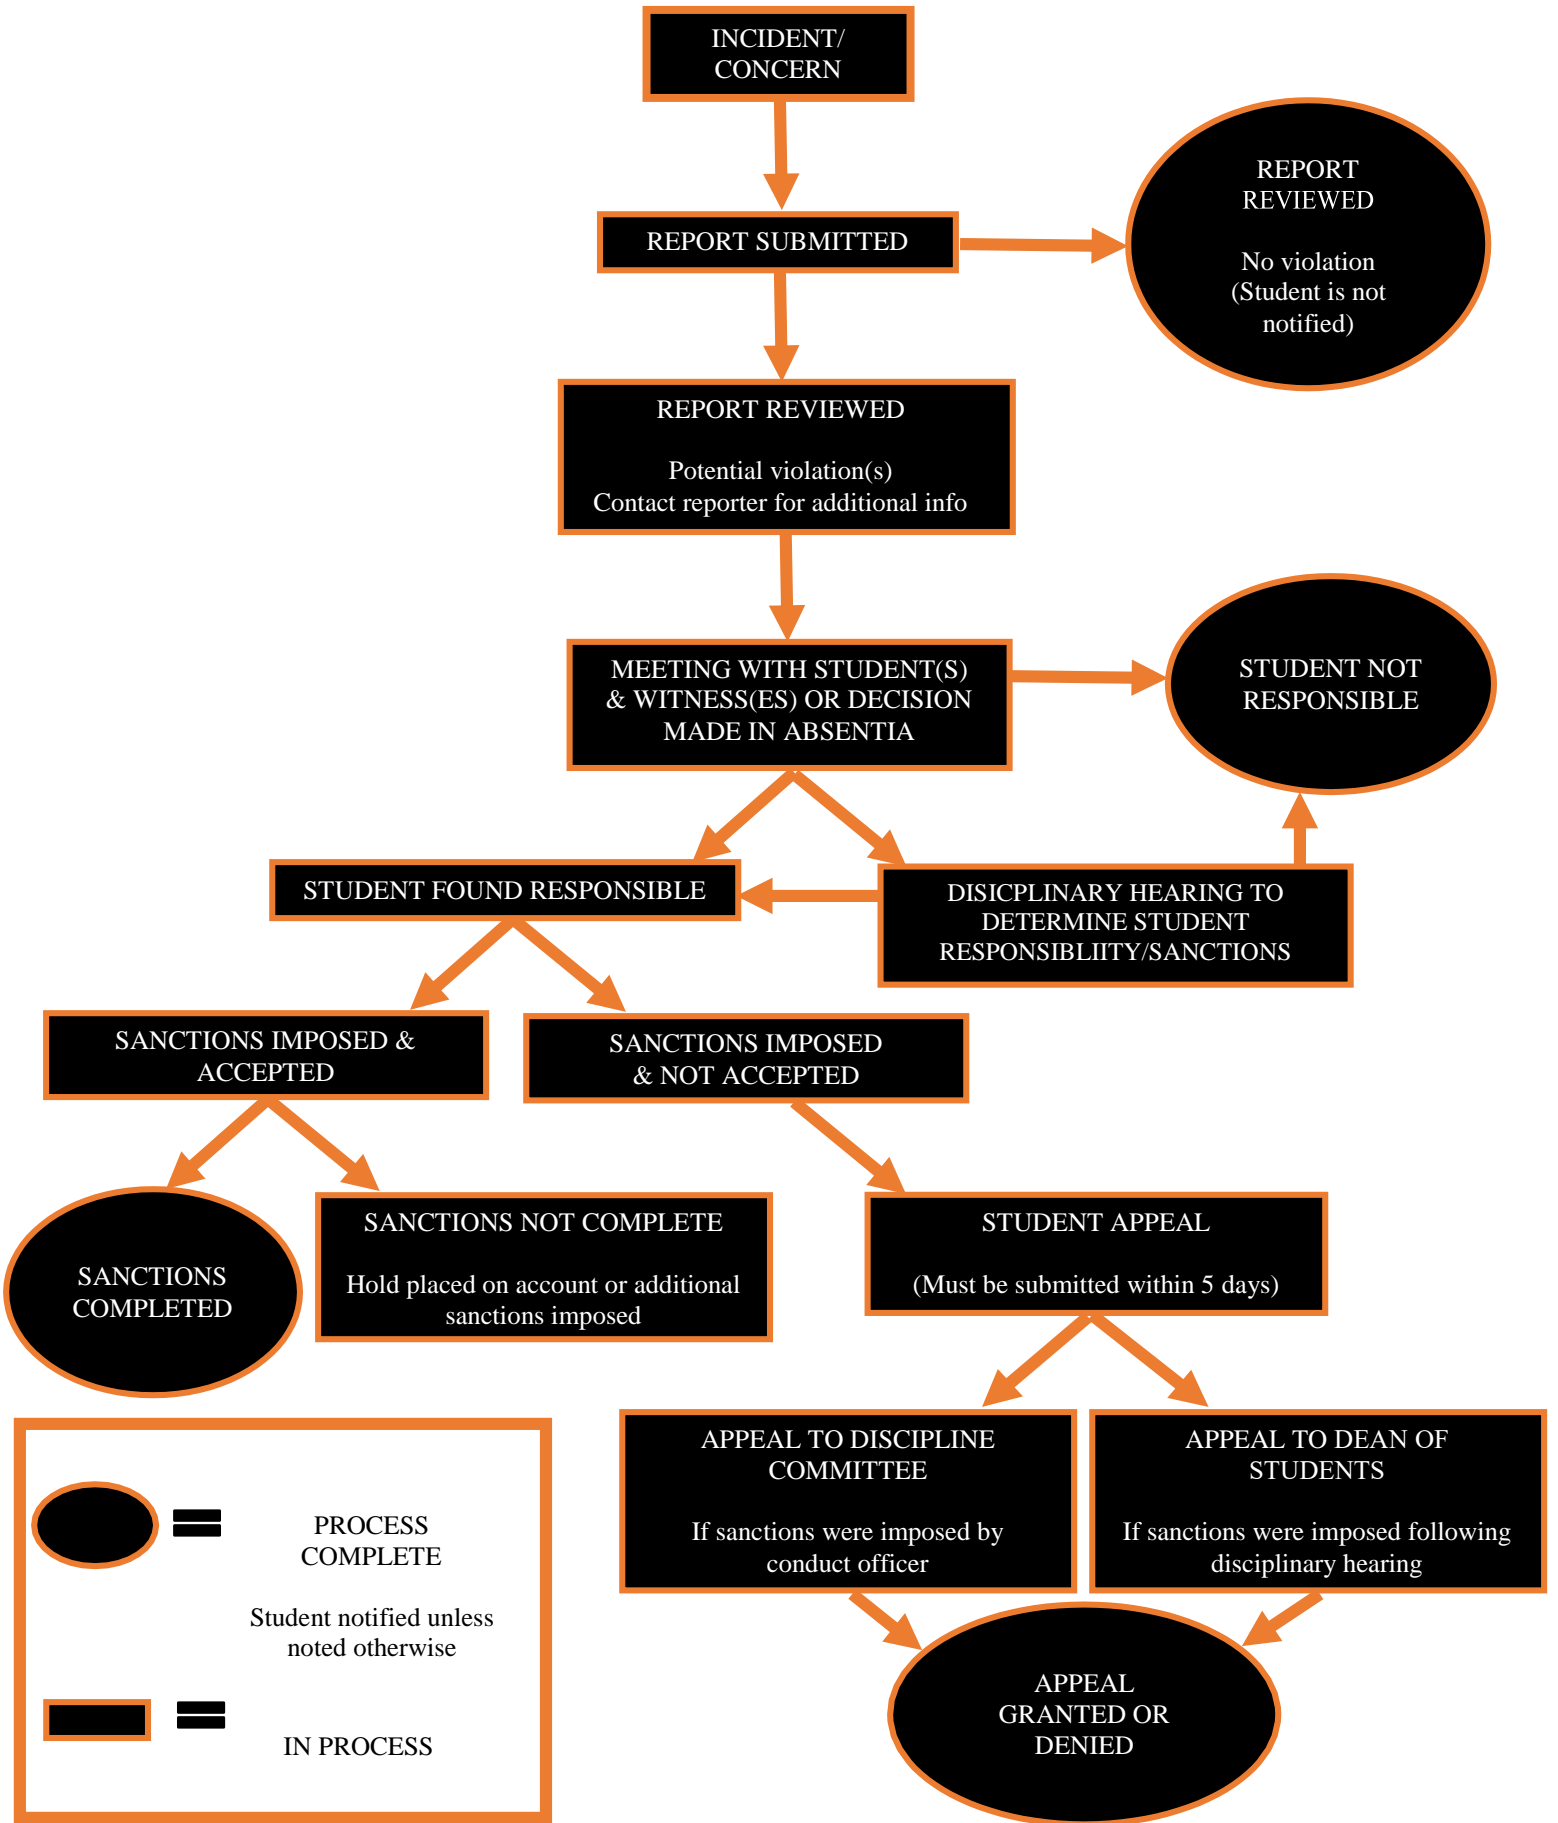 INCIDENT/
CONCERN
REPORT
REVIEWED
No violation
(Student is not
notified)
REPORT SUBMITTED
REPORT REVIEWED
Potential violation(s)
Contact reporter for additional info
MEETING WITH STUDENT(S)
& WITNESS(ES) OR DECISION
MADE IN ABSENTIA
STUDENT NOT
RESPONSIBLE
STUDENT FOUND RESPONSIBLE
DISICPLINARY HEARING TO
DETERMINE STUDENT
RESPONSIBLIITY/SANCTIONS
SANCTIONS IMPOSED &
ACCEPTED
SANCTIONS IMPOSED
& NOT ACCEPTED
SANCTIONS
COMPLETED
SANCTIONS NOT COMPLETE
Hold placed on account or additional
sanctions imposed
STUDENT APPEAL
(Must be submitted within 5 days)
APPEAL TO DISCIPLINE
COMMITTEE
If sanctions were imposed by
conduct officer
APPEAL TO DEAN OF
STUDENTS
If sanctions were imposed following
disciplinary hearing
APPEAL
GRANTED OR
DENIED
PROCESS
COMPLETE
Student notified unless
noted otherwise
IN PROCESS